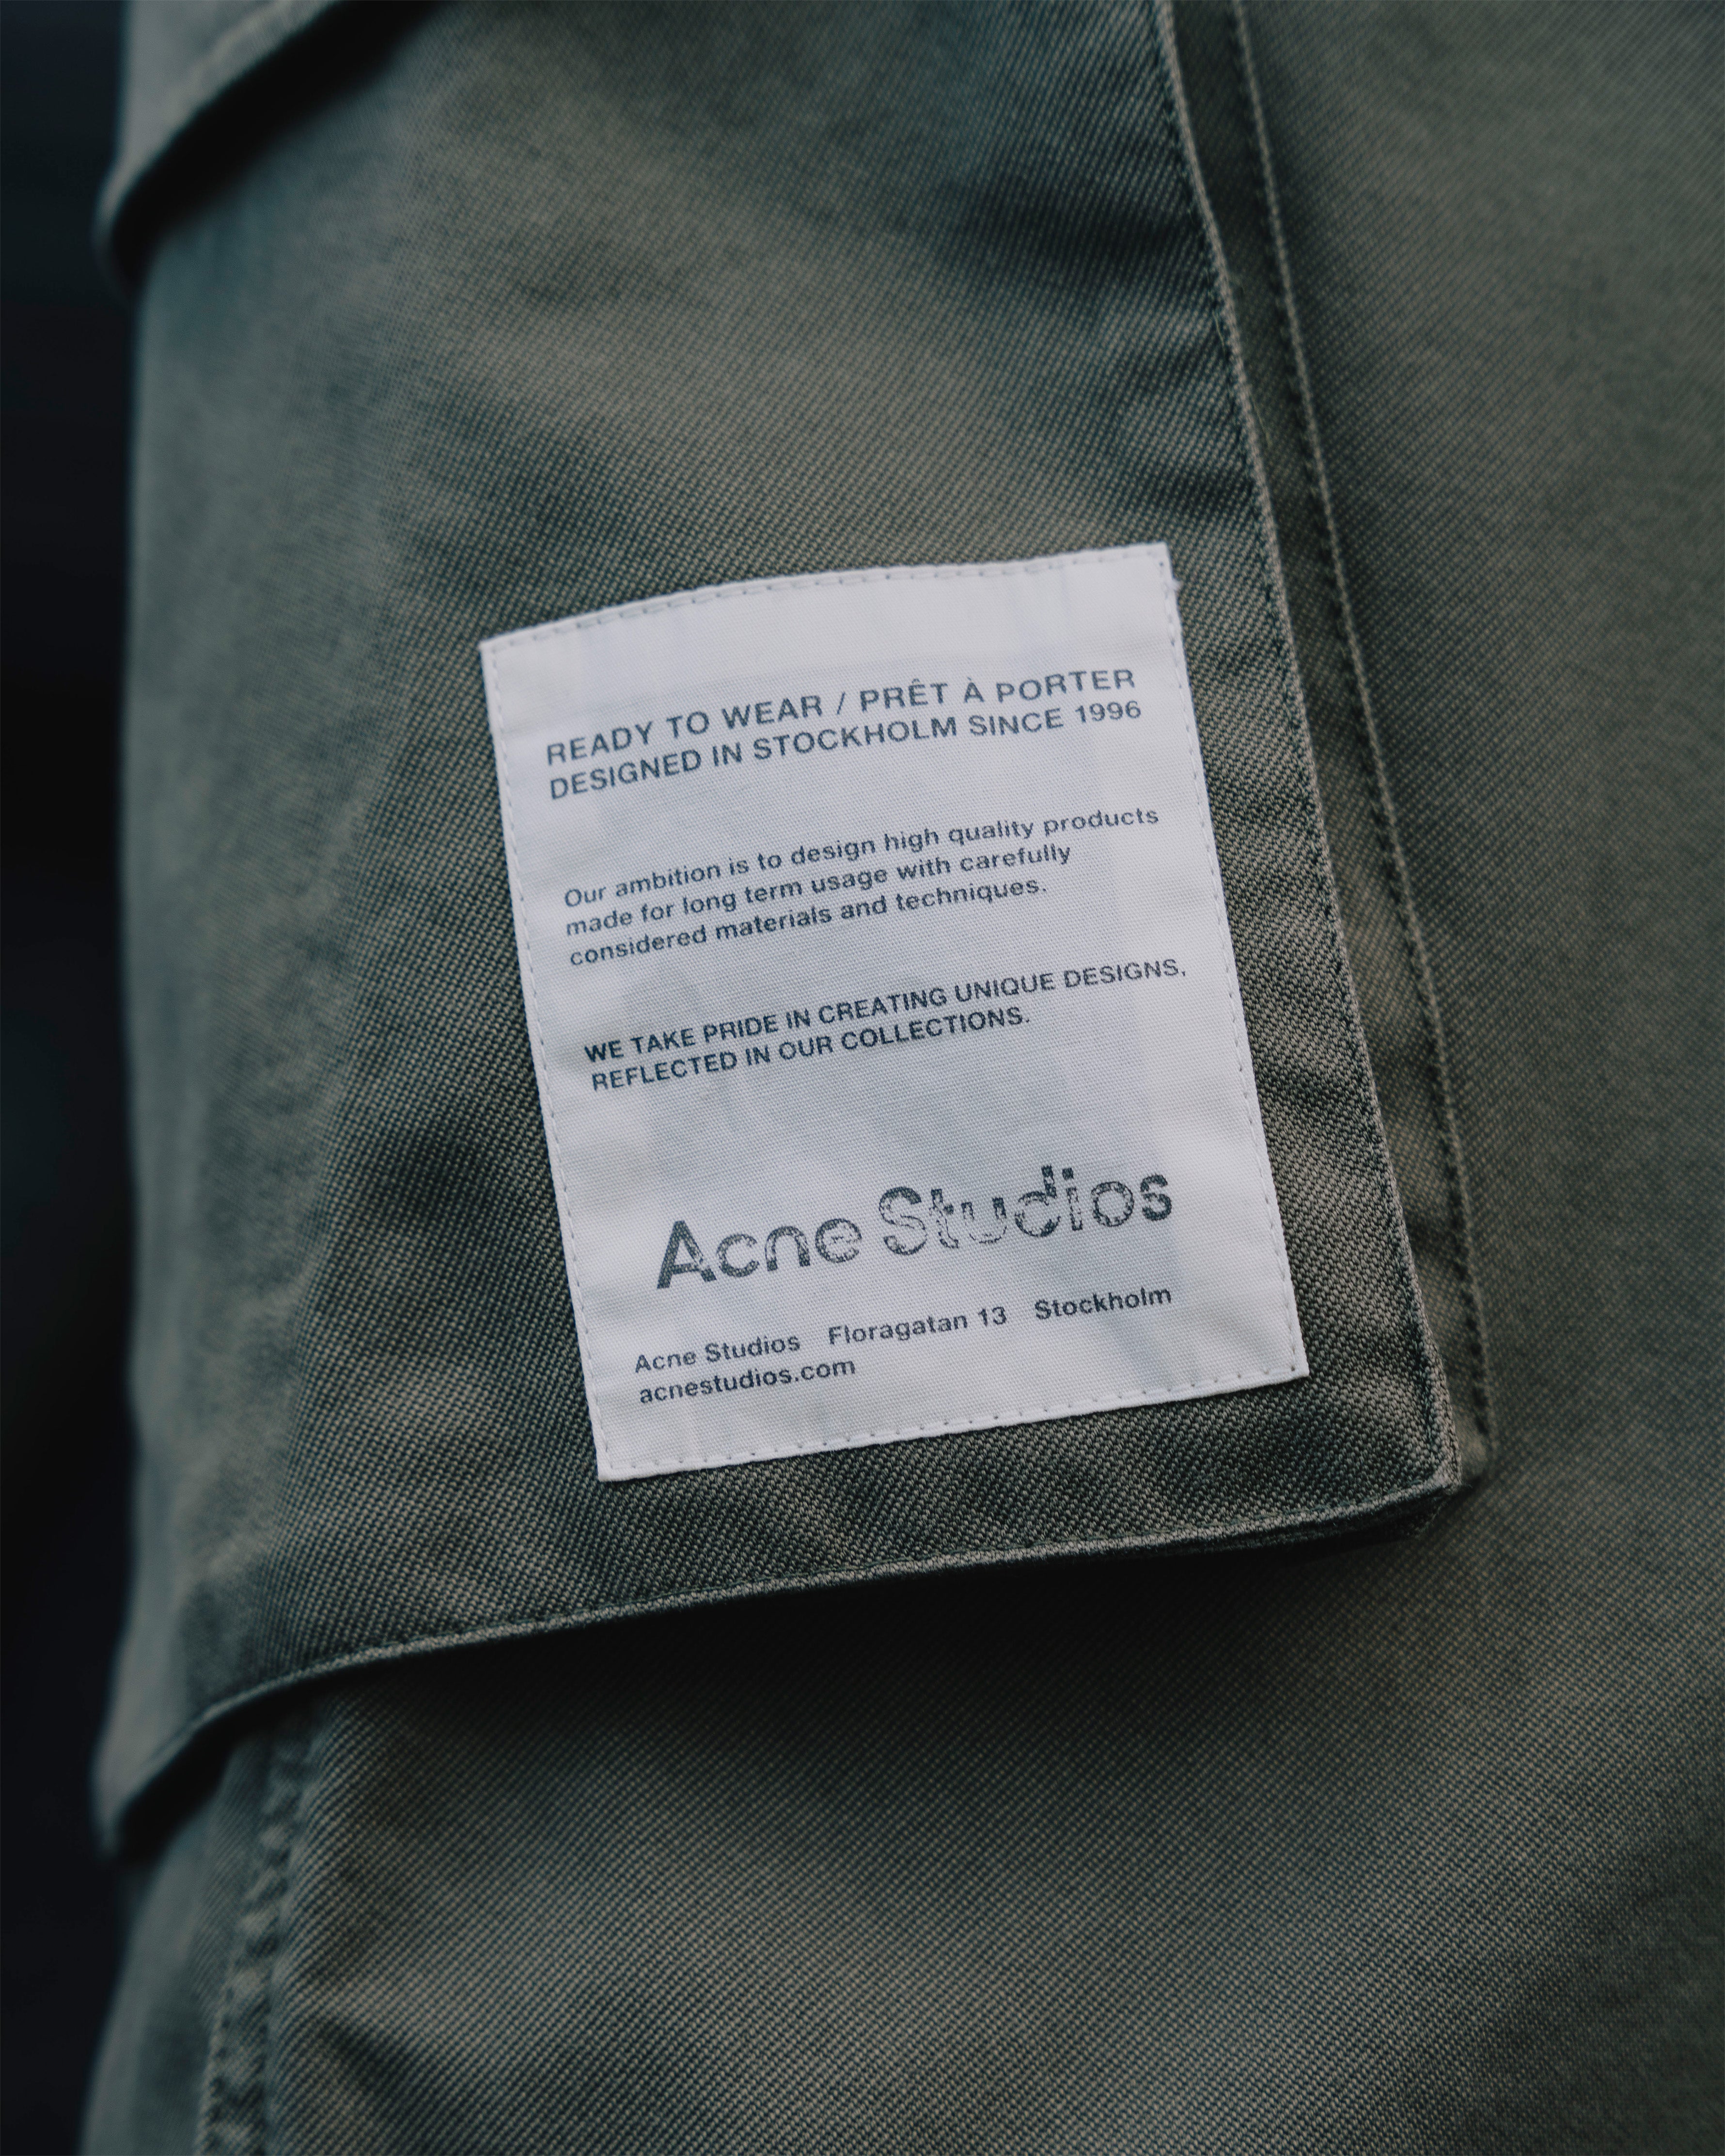 READY TO WEAR / PRÊT À PORTER
DESIGNED IN STOCKHOLM SINCE 1996
Our ambition is to design high quality products
made for long term usage with carefully
considered materials and techniques.
WE TAKE PRIDE IN CREATING UNIQUE DESIGNS,
REFLECTED IN OUR COLLECTIONS.
Acne Studios
Acne Studios Floragatan 13 Stockholm
acnestudios.com